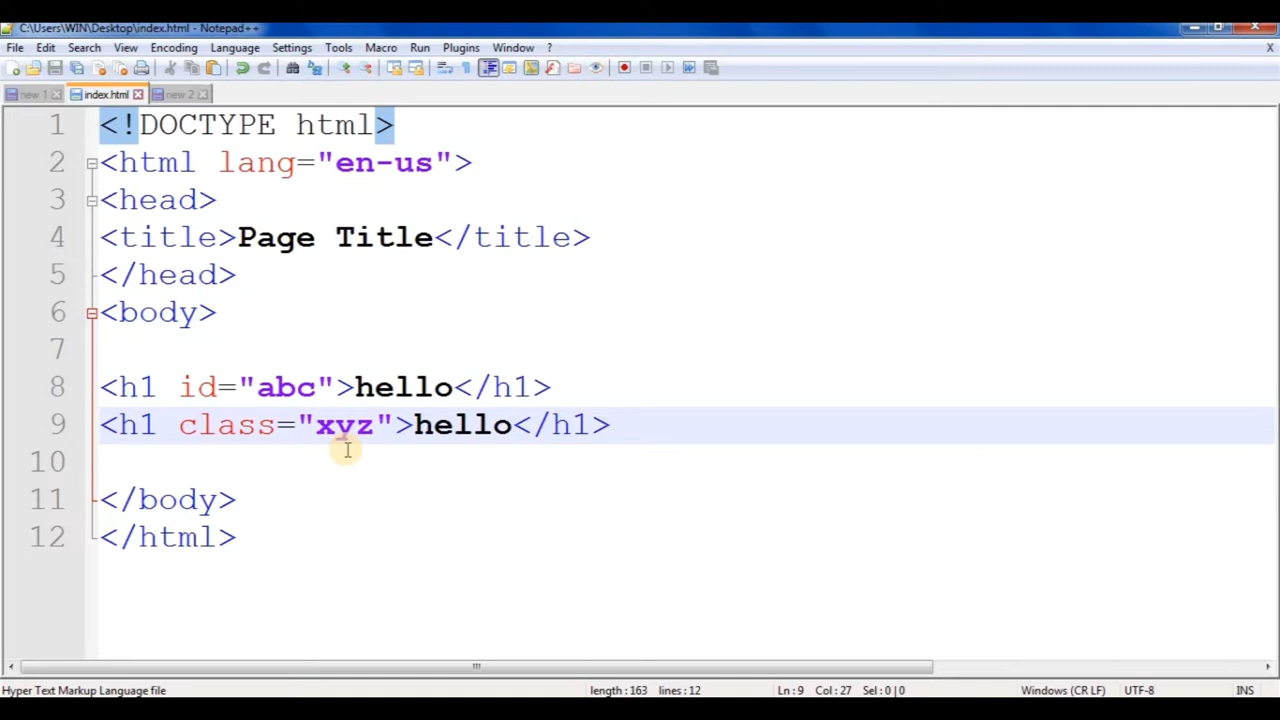 C:\Users\WIN\Desktop\index.html - Notepad++
File Edit Search View Encoding Language Settings Tools Macro Run Plugins Window ? X
new 1 index.html new 2
1 <!DOCTYPE html>
2 <html lang="en-us">
3 <head>
4 <title>Page Title</title>
5 </head>
6 <body>
7
8 <h1 id="abc">hello</h1>
9 <h1 class="xyz">hello</h1>
10
11 </body>
12 </html>
Hyper Text Markup Language file length : 163 lines : 12 Ln : 9 Col : 27 Sel : 0 | 0 Windows (CR LF) UTF-8 INS